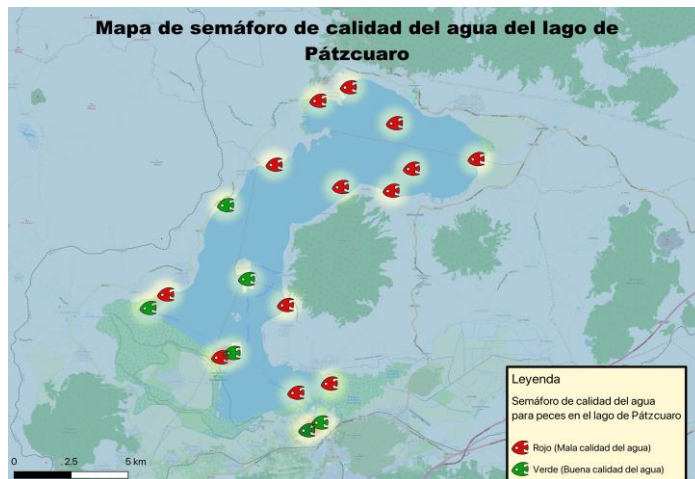 Mapa de semáforo de calidad del agua del lago de
Pátzcuaro
Leyenda
Semáforo de calidad del agua
para peces en el lago de Pátzcuaro
Rojo (Mala calidad del agua)
Verde (Buena calidad del agua)
0 2.5 5 km